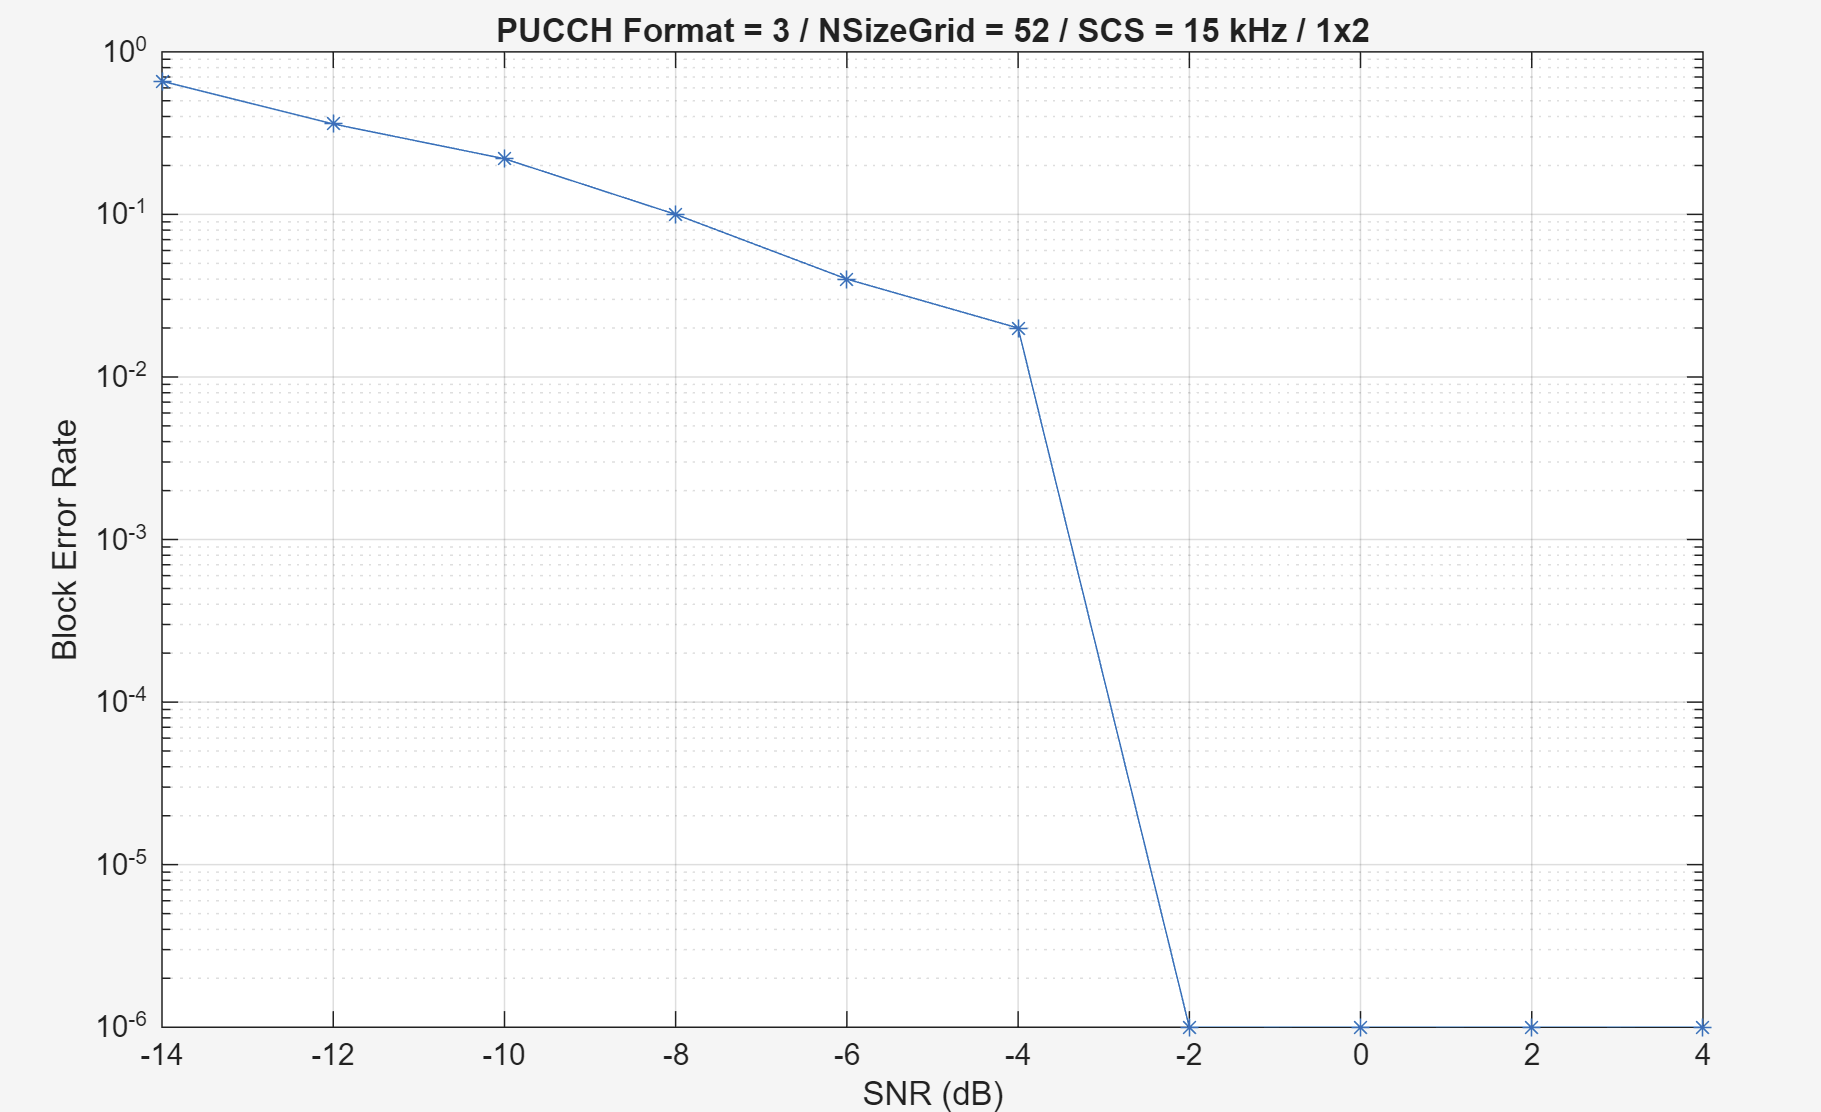 PUCCH Format = 3 / NSizeGrid = 52 / SCS = 15 kHz / 1x2
10^0
10^-1
10^-2
10^-3
10^-4
10^-5
10^-6
Block Error Rate
-14 -12 -10 -8 -6 -4 -2 0 2 4
SNR (dB)